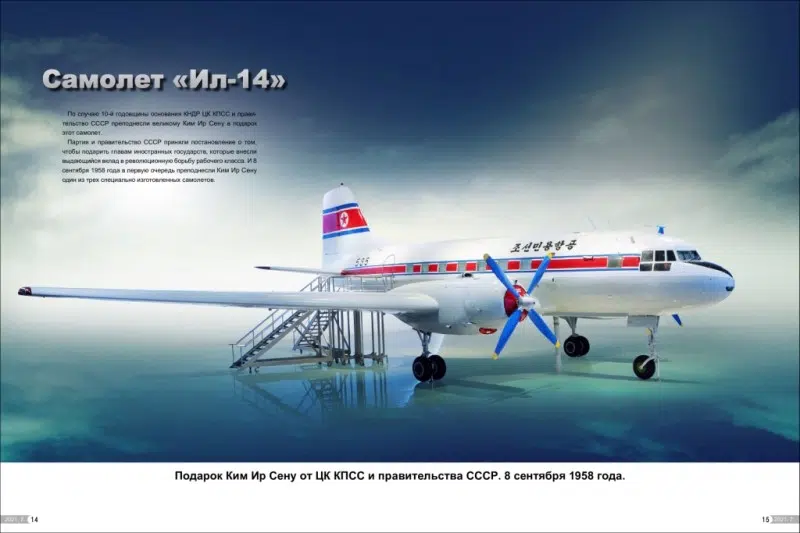 Самолет «Ил-14»
По случаю 10-й годовщины основания КНДР ЦК КПСС и прави-
тельство СССР преподнесли великому Ким Ир Сену в подарок
этот самолет.
Партия и правительство СССР приняли постановление о том,
чтобы подарить главам иностранных государств, которые внесли
выдающийся вклад в революционную борьбу рабочего класса. И 8
сентября 1958 года в первую очередь преподнесли Ким Ир Сену
один из трех специально изготовленных самолетов.
조선민용항공
Подарок Ким Ир Сену от ЦК КПСС и правительства СССР. 8 сентября 1958 года.
2021. 7 14
15 2021. 7